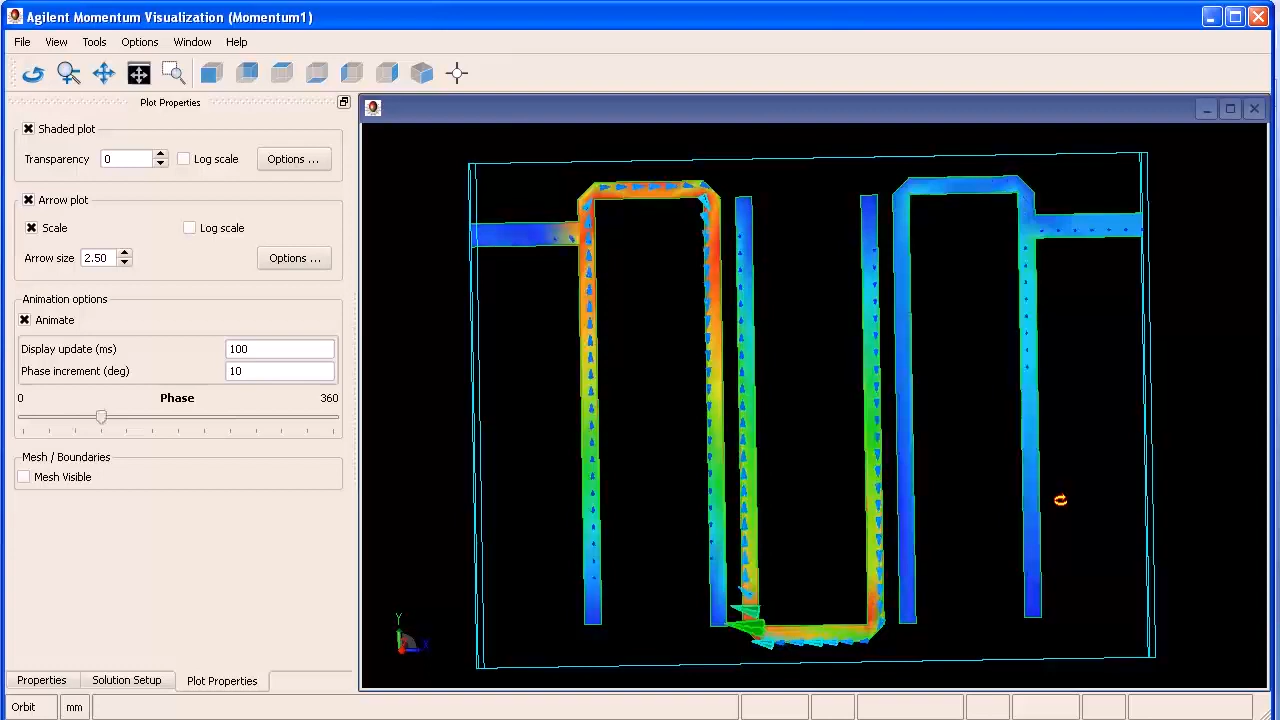 Agilent Momentum Visualization (Momentum1)
File View Tools Options Window Help
Plot Properties
Shaded plot
Transparency 0 Log scale Options ...
Arrow plot
Scale Log scale
Arrow size 2.50 Options ...
Animation options
Animate
Display update (ms) 100
Phase increment (deg) 10
0 Phase 360
Mesh / Boundaries
Mesh Visible
Y
X
Properties Solution Setup Plot Properties
Orbit mm